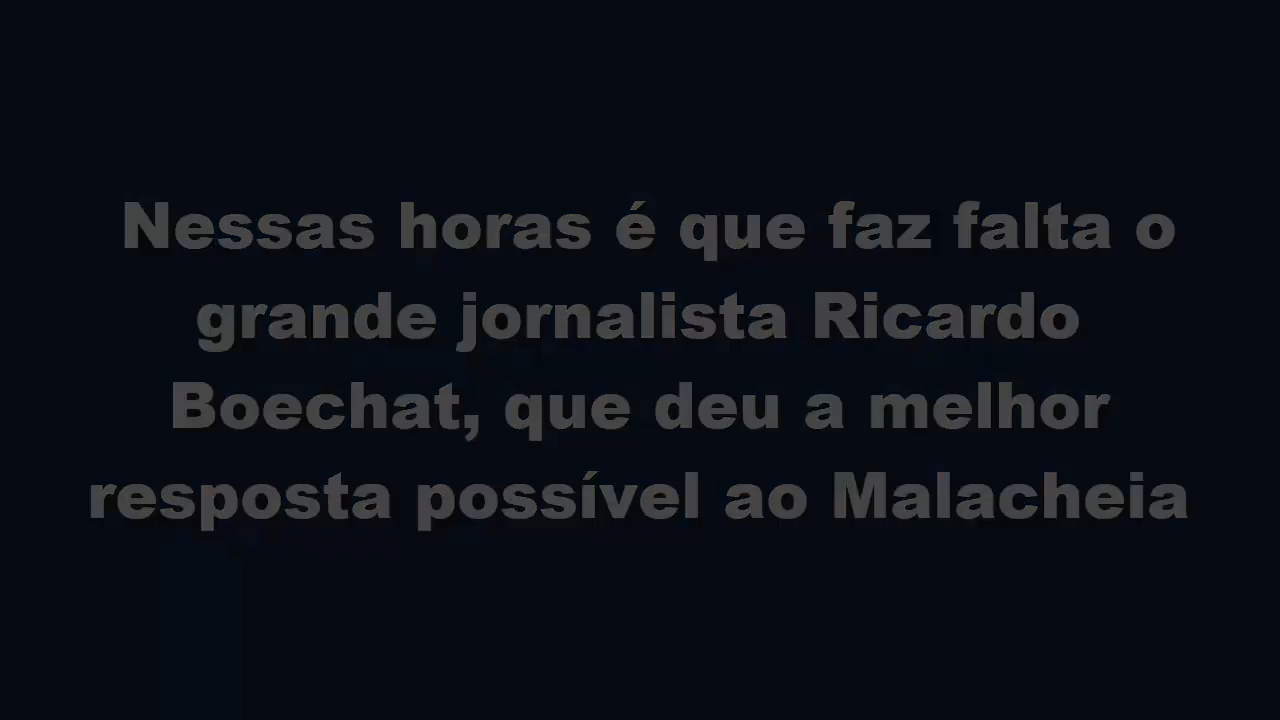 Nessas horas é que faz falta o
grande jornalista Ricardo
Boechat, que deu a melhor
resposta possível ao Malacheia